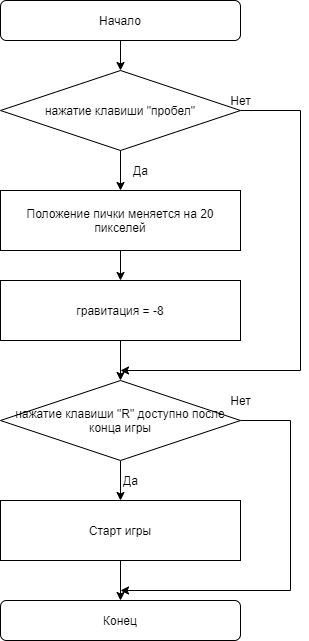 Начало
нажатие клавиши "пробел"
Нет
Да
Положение пички меняется на 20
пикселей
гравитация = -8
Нет
нажатие клавиши "R" доступно после
конца игры
Да
Старт игры
Конец